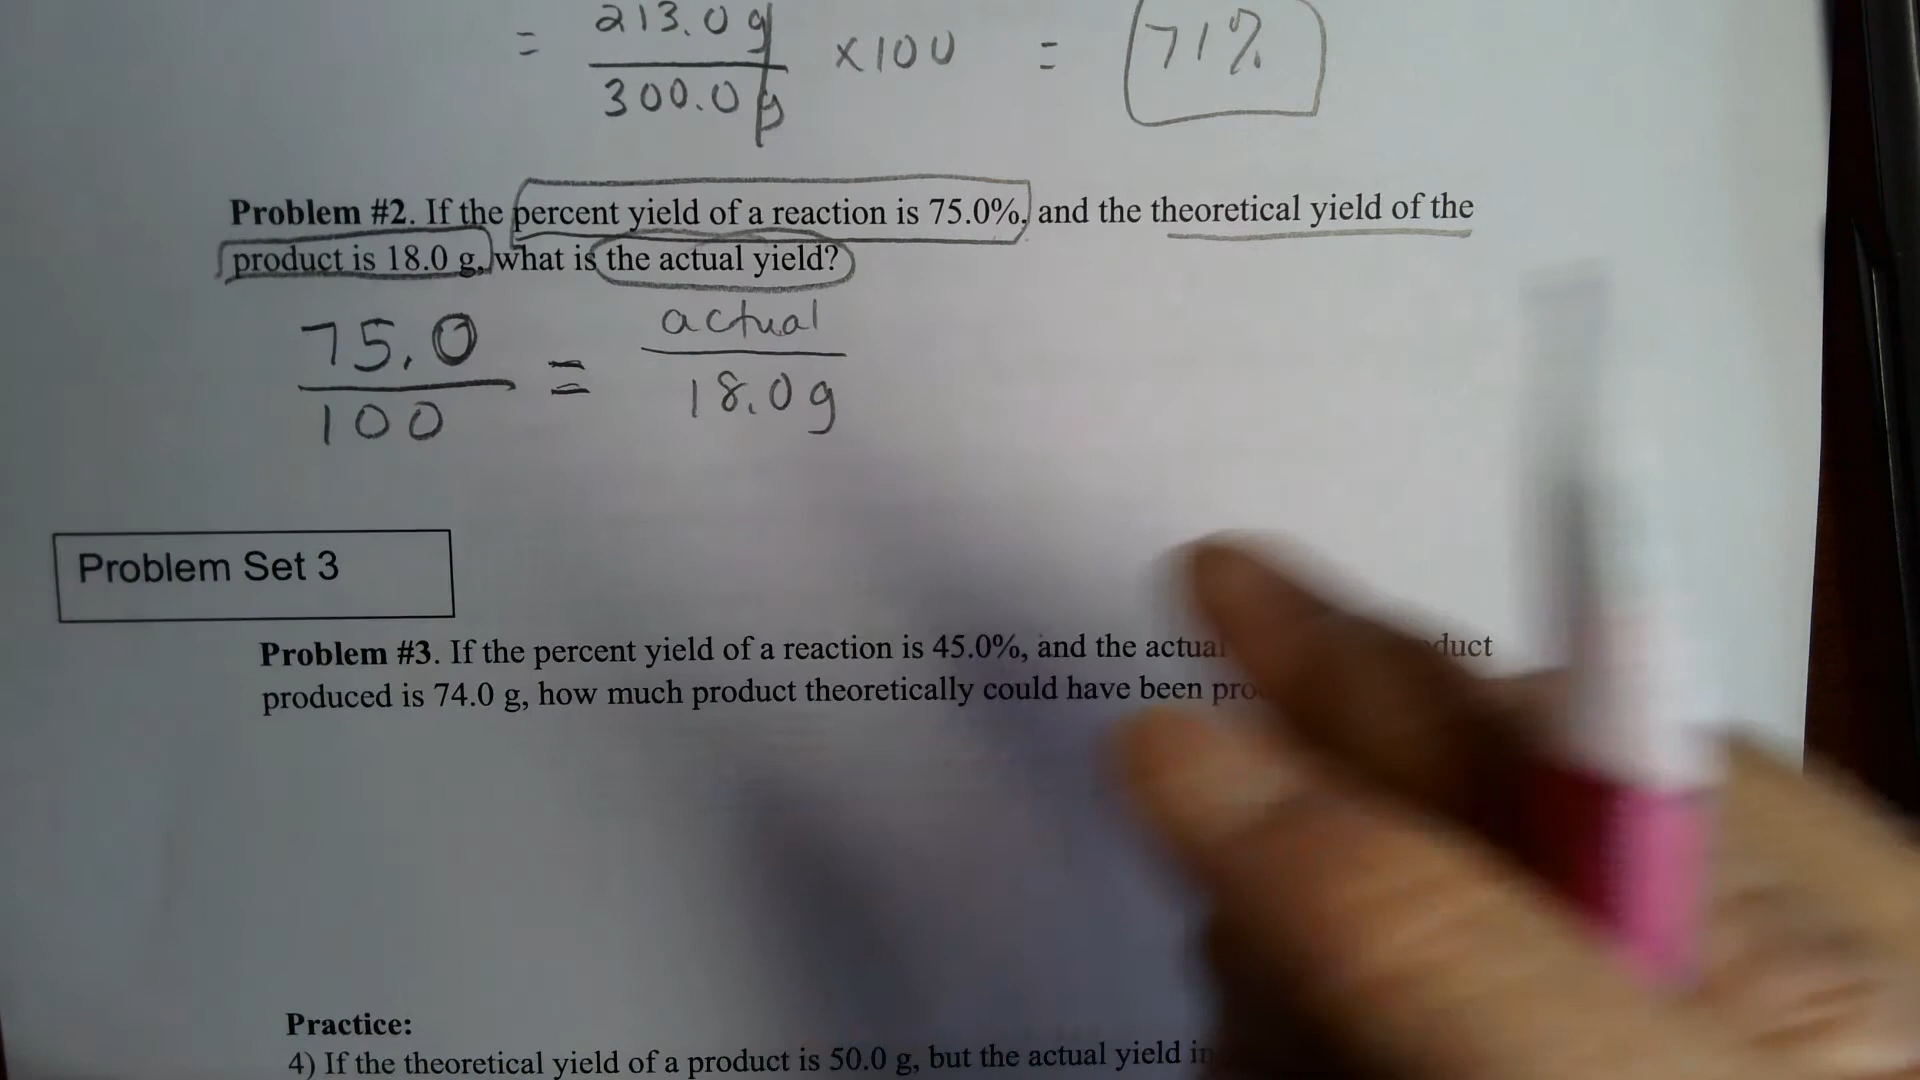 = 213.0 g x100 = 71%
300.0 g
Problem #2. If the percent yield of a reaction is 75.0%, and the theoretical yield of the
product is 18.0 g, what is the actual yield?
75.0 = actual
100 18.0 g
Problem Set 3
Problem #3. If the percent yield of a reaction is 45.0%, and the actual
produced is 74.0 g, how much product theoretically could have been
Practice:
4) If the theoretical yield of a product is 50.0 g, but the actual yield